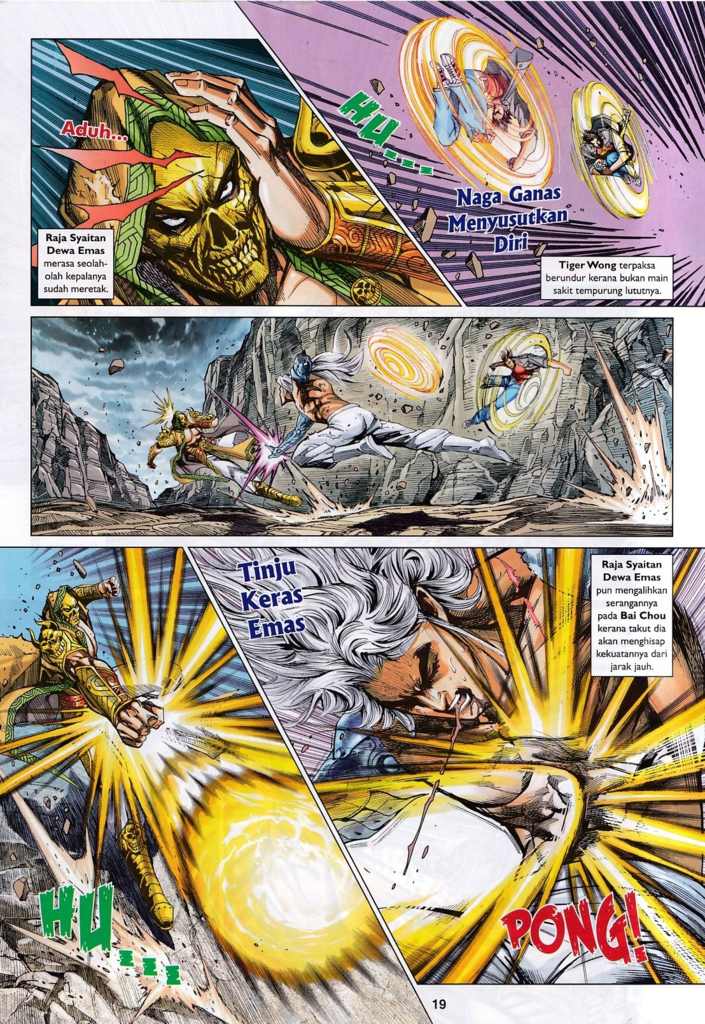 Aduh...
Raja Syaitan
Dewa Emas
merasa seolah-
olah kepalanya
sudah meretak.
HUzzzz
Naga Ganas
Menyusutkan
Diri
Tiger Wong terpaksa
berundur kerana bukan main
sakit tempurung lututnya.
Tinju
Keras
Emas
Raja Syaitan
Dewa Emas
pun mengalihkan
serangannya
pada Bai Chou
kerana takut dia
akan menghisap
kekuatannya dari
jarak jauh.
HUzzzz
PONG!
19